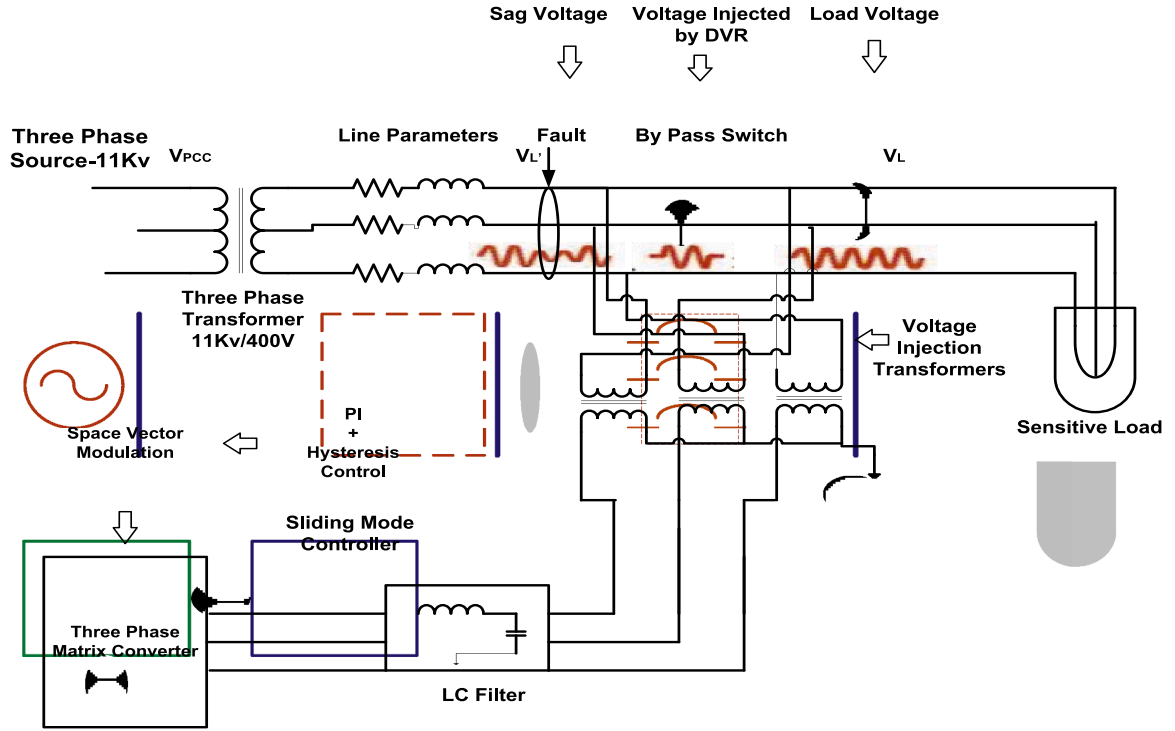 Sag Voltage
Voltage Injected
by DVR
Load Voltage
Three Phase
Source-11Kv
VPCC
Line Parameters
Fault
VL'
By Pass Switch
VL
Three Phase
Transformer
11Kv/400V
Voltage
Injection
Transformers
Sensitive Load
Space Vector
Modulation
PI
+
Hysteresis
Control
Sliding Mode
Controller
Three Phase
Matrix Converter
LC Filter